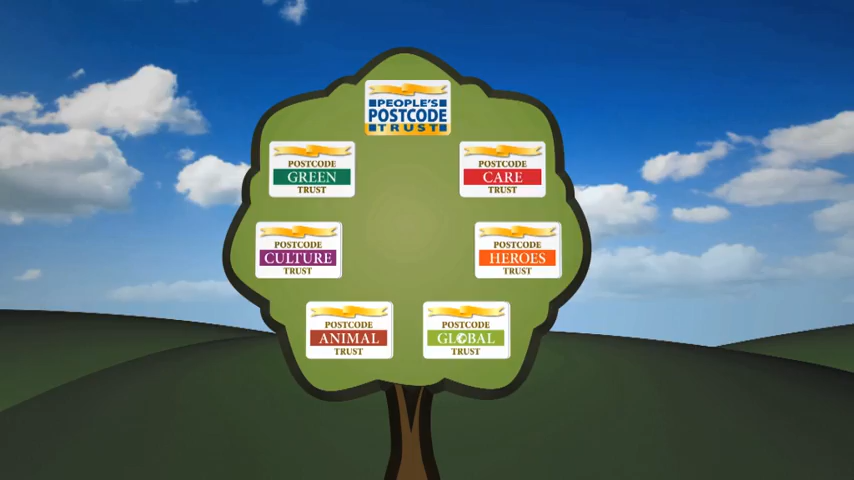 PEOPLE'S
POSTCODE
TRUST
POSTCODE
GREEN
TRUST
POSTCODE
CARE
TRUST
POSTCODE
CULTURE
TRUST
POSTCODE
HEROES
TRUST
POSTCODE
ANIMAL
TRUST
POSTCODE
GLOBAL
TRUST